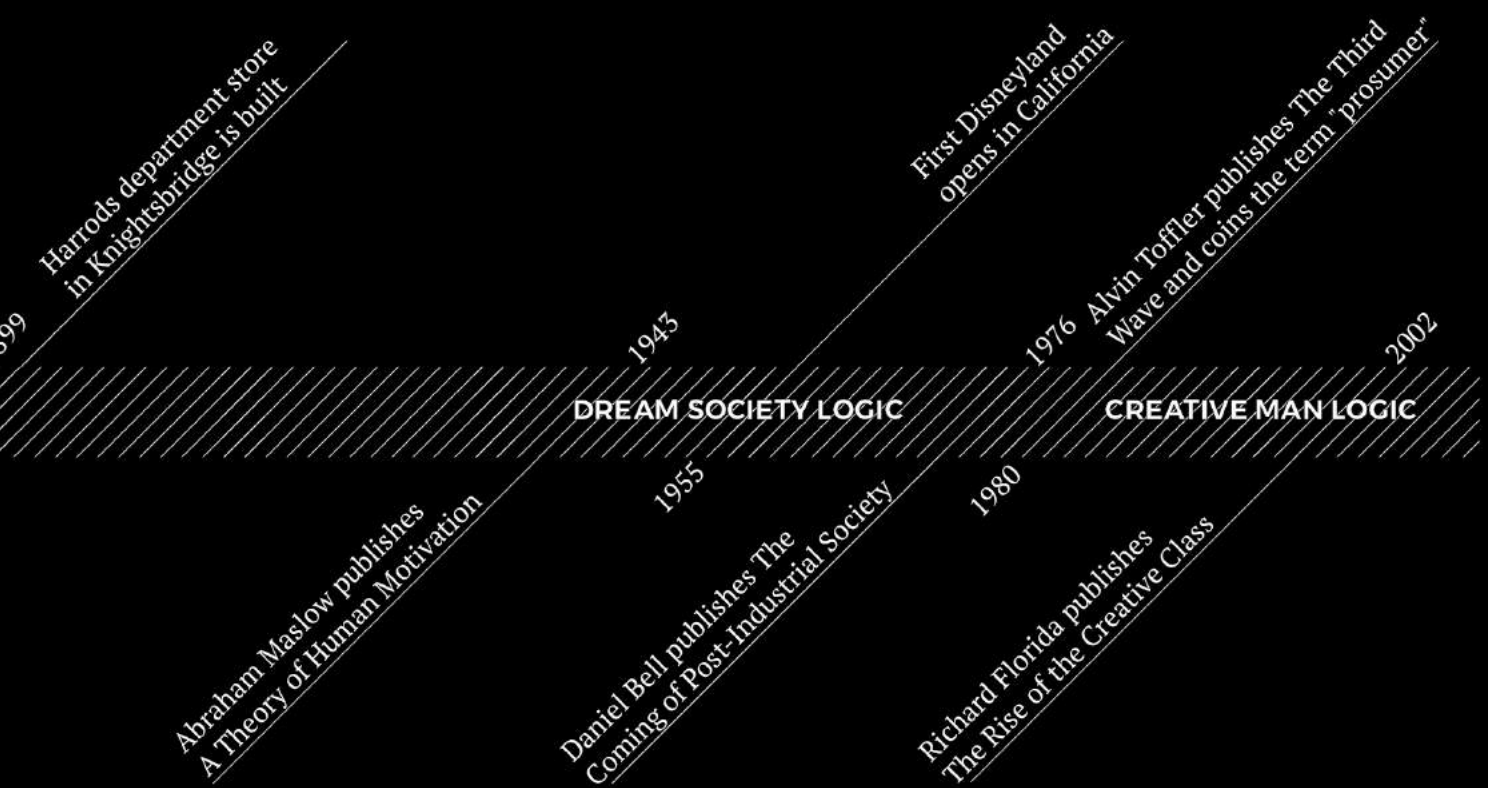 Harrods department store
in Knightsbridge is built
First Disneyland
opens in California
Alvin Toffler publishes The Third
Wave and coins the term "prosumer"
1943
1976
2002
DREAM SOCIETY LOGIC
CREATIVE MAN LOGIC
1955
1980
Abraham Maslow publishes
A Theory of Human Motivation
Daniel Bell publishes The
Coming of Post-Industrial Society
Richard Florida publishes
The Rise of the Creative Class